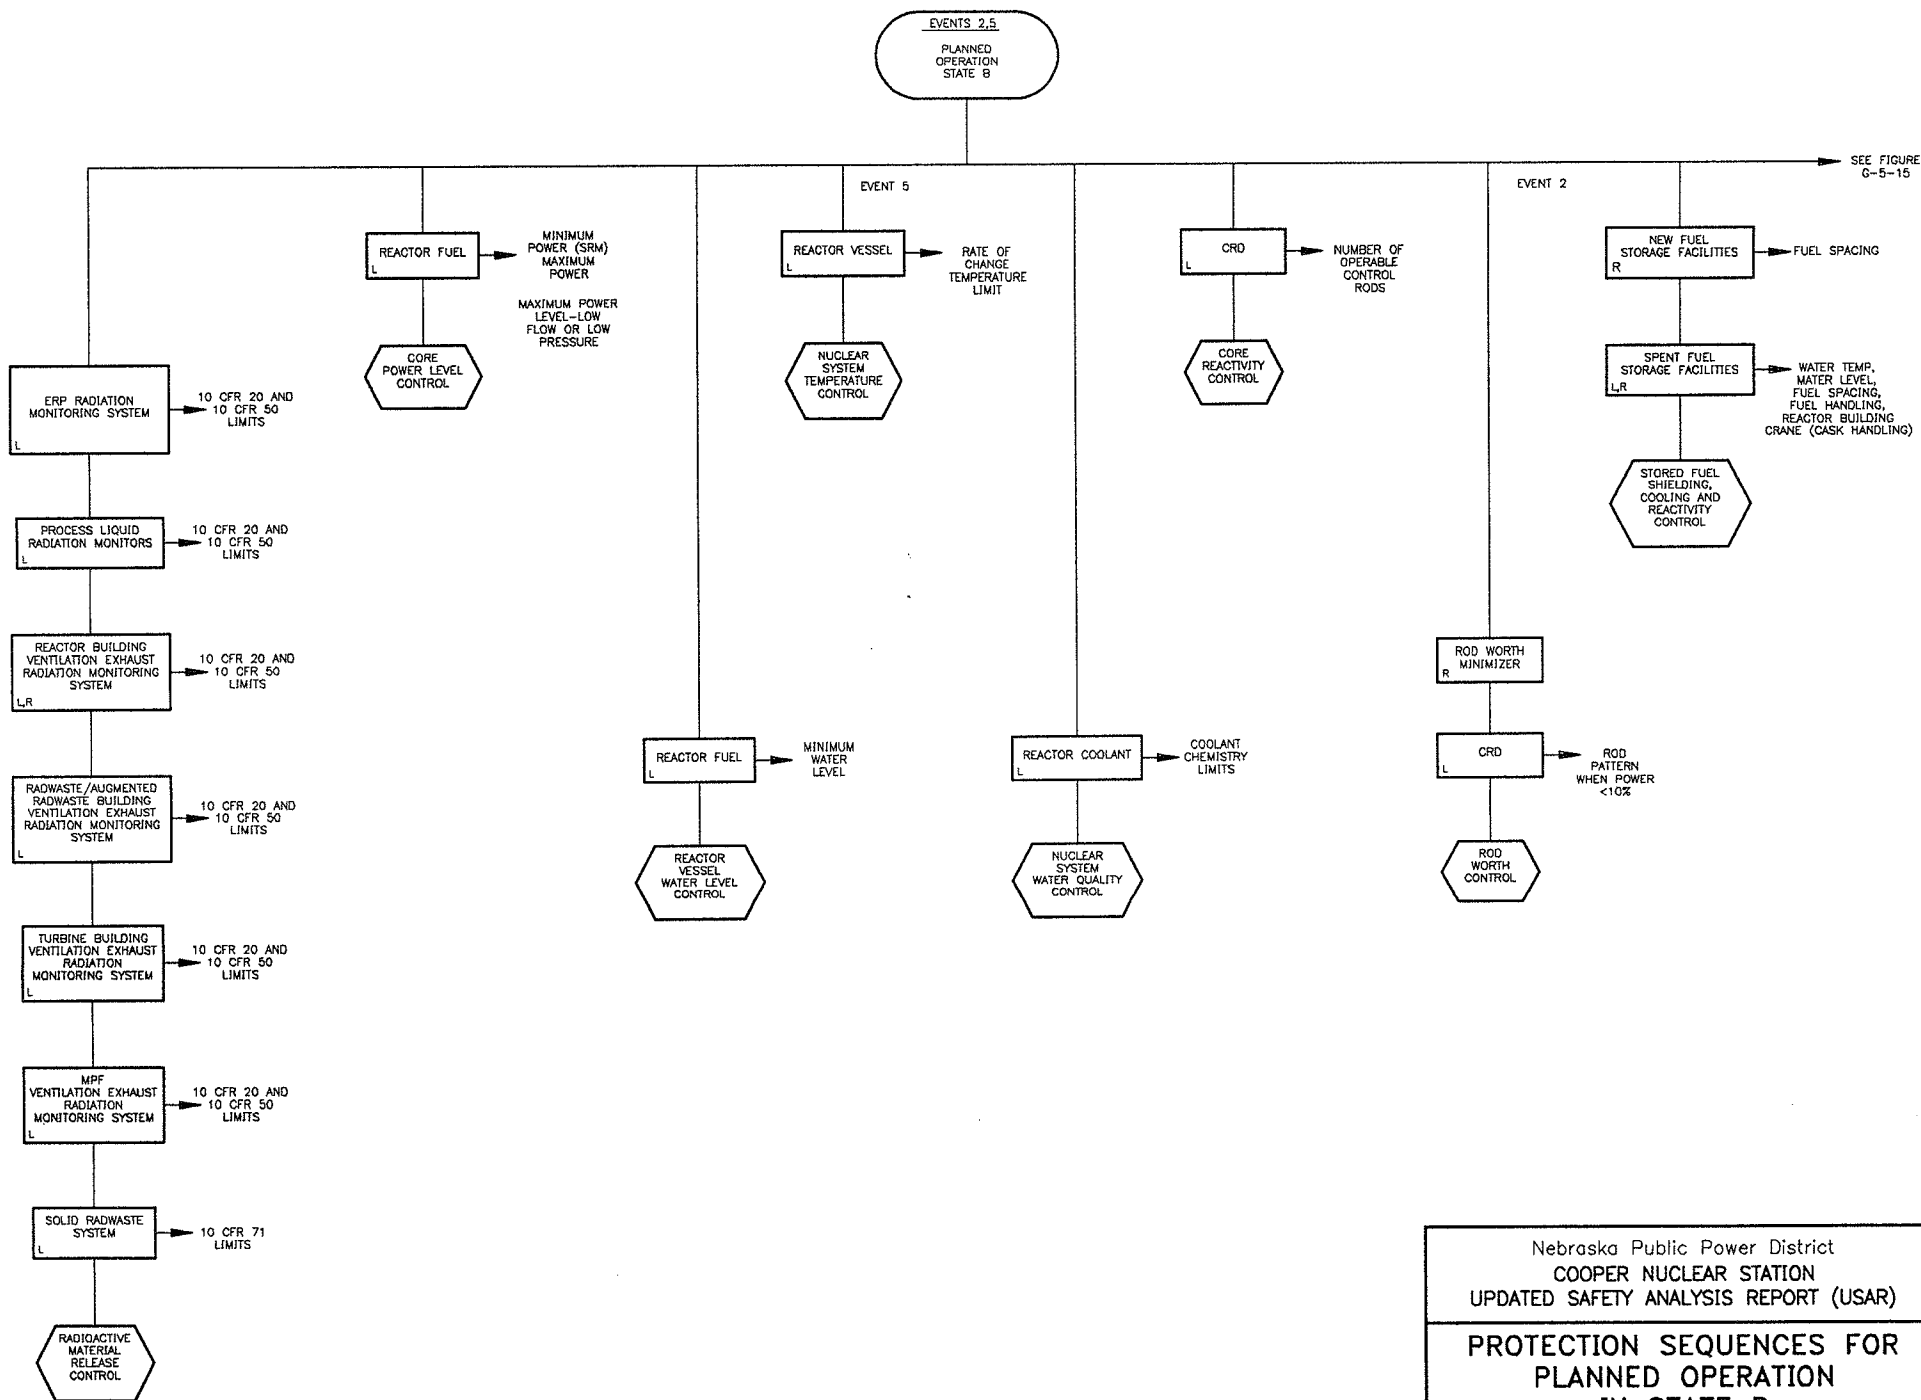 EVENTS 2,5
PLANNED
OPERATION
STATE B
SEE FIGURE
G-5-15
EVENT 5
EVENT 2
ERP RADIATION
MONITORING SYSTEM
L
10 CFR 20 AND
10 CFR 50
LIMITS
PROCESS LIQUID
RADIATION MONITORS
L
10 CFR 20 AND
10 CFR 50
LIMITS
REACTOR BUILDING
VENTILATION EXHAUST
RADIATION MONITORING
SYSTEM
L,R
10 CFR 20 AND
10 CFR 50
LIMITS
RADWASTE/AUGMENTED
RADWASTE BUILDING
VENTILATION EXHAUST
RADIATION MONITORING
SYSTEM
L
10 CFR 20 AND
10 CFR 50
LIMITS
TURBINE BUILDING
VENTILATION EXHAUST
RADIATION
MONITORING SYSTEM
L
10 CFR 20 AND
10 CFR 50
LIMITS
MPF
VENTILATION EXHAUST
RADIATION
MONITORING SYSTEM
L
10 CFR 20 AND
10 CFR 50
LIMITS
SOLID RADWASTE
SYSTEM
L
10 CFR 71
LIMITS
RADIOACTIVE
MATERIAL
RELEASE
CONTROL
REACTOR FUEL
L
MINIMUM
POWER (SRM)
MAXIMUM
POWER
MAXIMUM POWER
LEVEL-LOW
FLOW OR LOW
PRESSURE
CORE
POWER LEVEL
CONTROL
REACTOR FUEL
L
MINIMUM
WATER
LEVEL
REACTOR
VESSEL
WATER LEVEL
CONTROL
REACTOR VESSEL
L
RATE OF
CHANGE
TEMPERATURE
LIMIT
NUCLEAR
SYSTEM
TEMPERATURE
CONTROL
REACTOR COOLANT
L
COOLANT
CHEMISTRY
LIMITS
NUCLEAR
SYSTEM
WATER QUALITY
CONTROL
CRD
L
NUMBER OF
OPERABLE
CONTROL
RODS
CORE
REACTIVITY
CONTROL
ROD WORTH
MINIMIZER
R
CRD
L
ROD
PATTERN
WHEN POWER
<10%
ROD
WORTH
CONTROL
NEW FUEL
STORAGE FACILITIES
R
FUEL SPACING
SPENT FUEL
STORAGE FACILITIES
L,R
WATER TEMP,
MATER LEVEL,
FUEL SPACING,
FUEL HANDLING,
REACTOR BUILDING
CRANE (CASK HANDLING)
STORED FUEL
SHIELDING,
COOLING AND
REACTIVITY
CONTROL
Nebraska Public Power District
COOPER NUCLEAR STATION
UPDATED SAFETY ANALYSIS REPORT (USAR)
PROTECTION SEQUENCES FOR
PLANNED OPERATION
IN STATE B